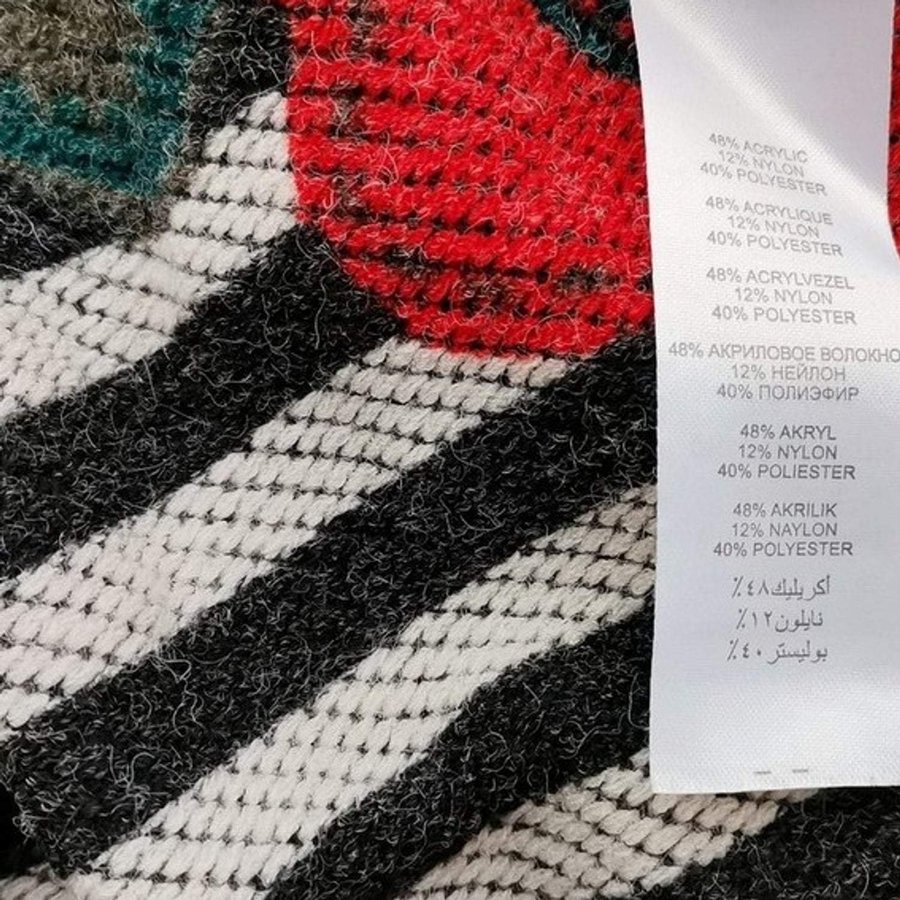 48% ACRYLIC
12% NYLON
40% POLYESTER
48% ACRYLIQUE
12% NYLON
40% POLYESTER
48% ACRYLVEZEL
12% NYLON
40% POLYESTER
48% АКРИЛОВОЕ ВОЛОКНО
12% НЕЙЛОН
40% ПОЛИЭФИР
48% AKRYL
12% NYLON
40% POLIESTER
48% AKRILIK
12% NAYLON
40% POLYESTER
أكريليك٤٨٪
نايلون١٢٪
بوليستر٤٠٪